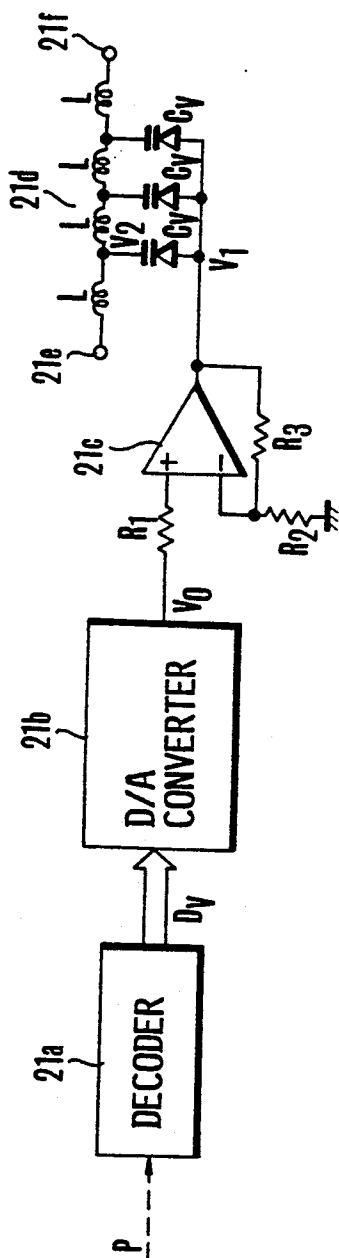 P
21a
DECODER
DV
21b
D/A
CONVERTER
V0
R1
21c
+
−
R2
R3
V1
21e
L
L
L
L
21d
V2
CV
CV
CV
21f